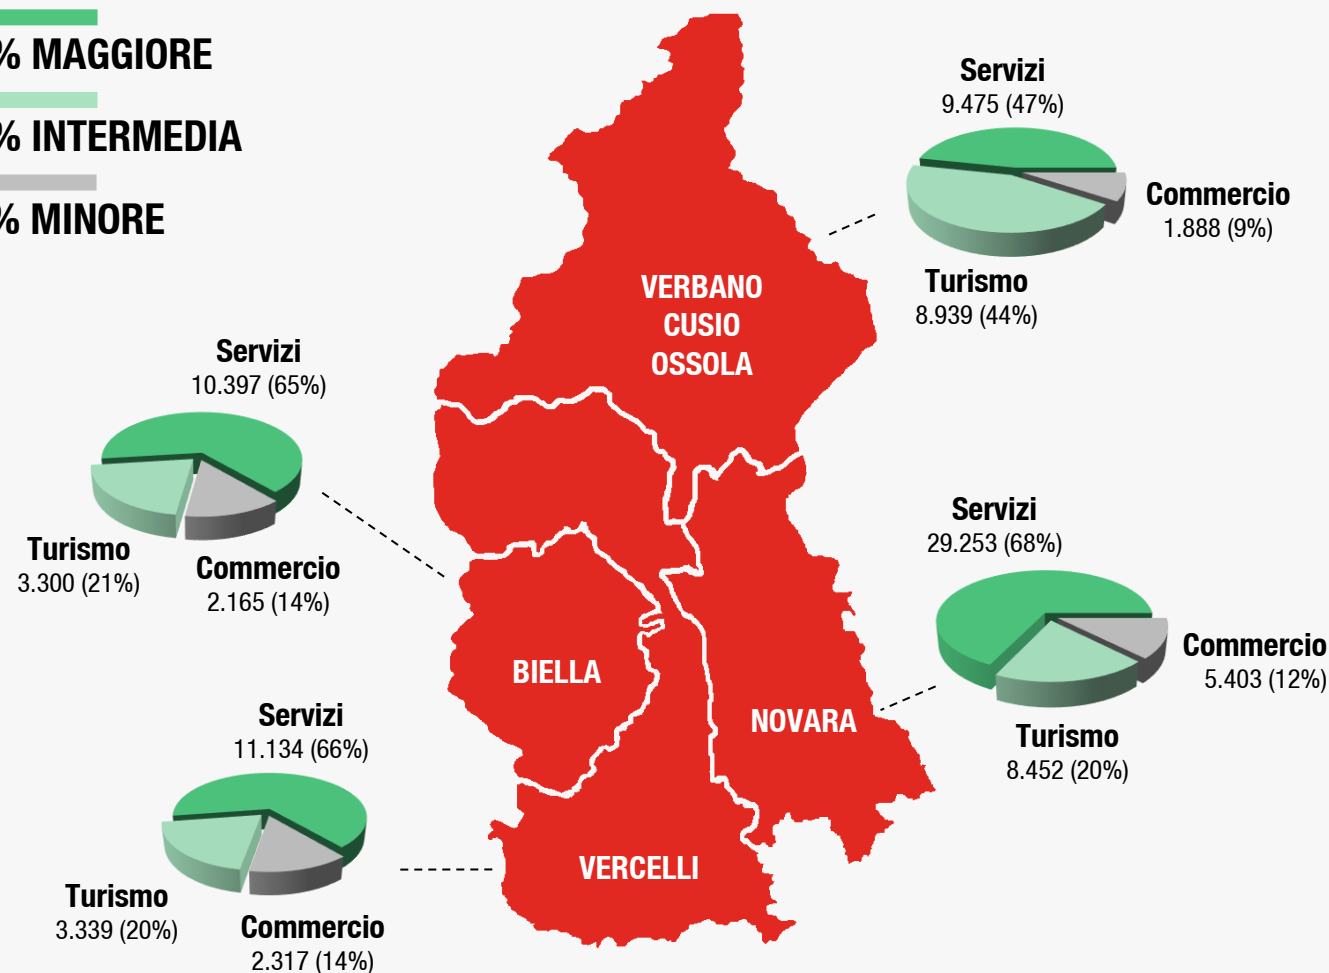 % MAGGIORE
% INTERMEDIA
% MINORE
Servizi
9.475 (47%)
Commercio
1.888 (9%)
Turismo
8.939 (44%)
VERBANO
CUSIO
OSSOLA
Servizi
10.397 (65%)
Turismo
3.300 (21%)
Commercio
2.165 (14%)
Servizi
29.253 (68%)
Commercio
5.403 (12%)
Turismo
8.452 (20%)
BIELLA
NOVARA
Servizi
11.134 (66%)
Turismo
3.339 (20%)
Commercio
2.317 (14%)
VERCELLI